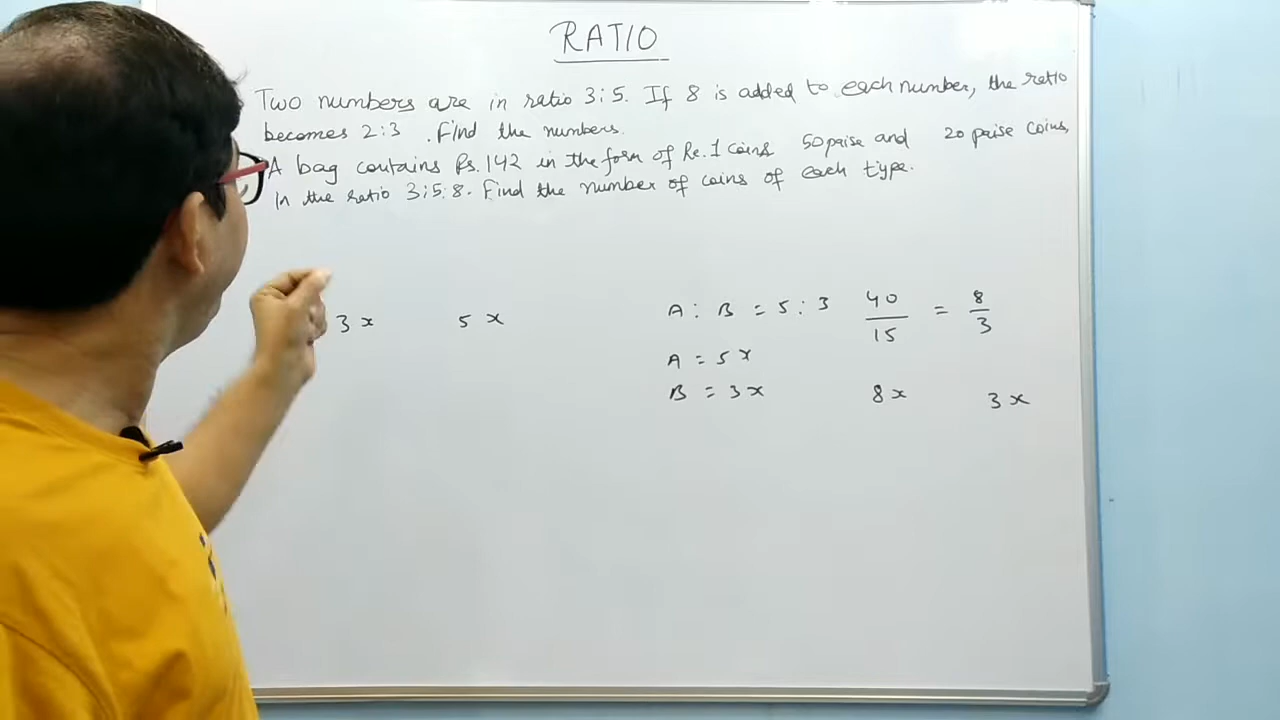 RATIO
Two numbers are in ratio 3:5. If 8 is added to each number, the ratio
becomes 2:3 . Find the numbers.
A bag contains Rs.142 in the form of Re.1 coins 50 paise and 20 paise coins,
In the ratio 3:5:8. Find the number of coins of each type.
3x 5x
A : B = 5 : 3 40/15 = 8/3
A = 5x
B = 3x 8x 3x